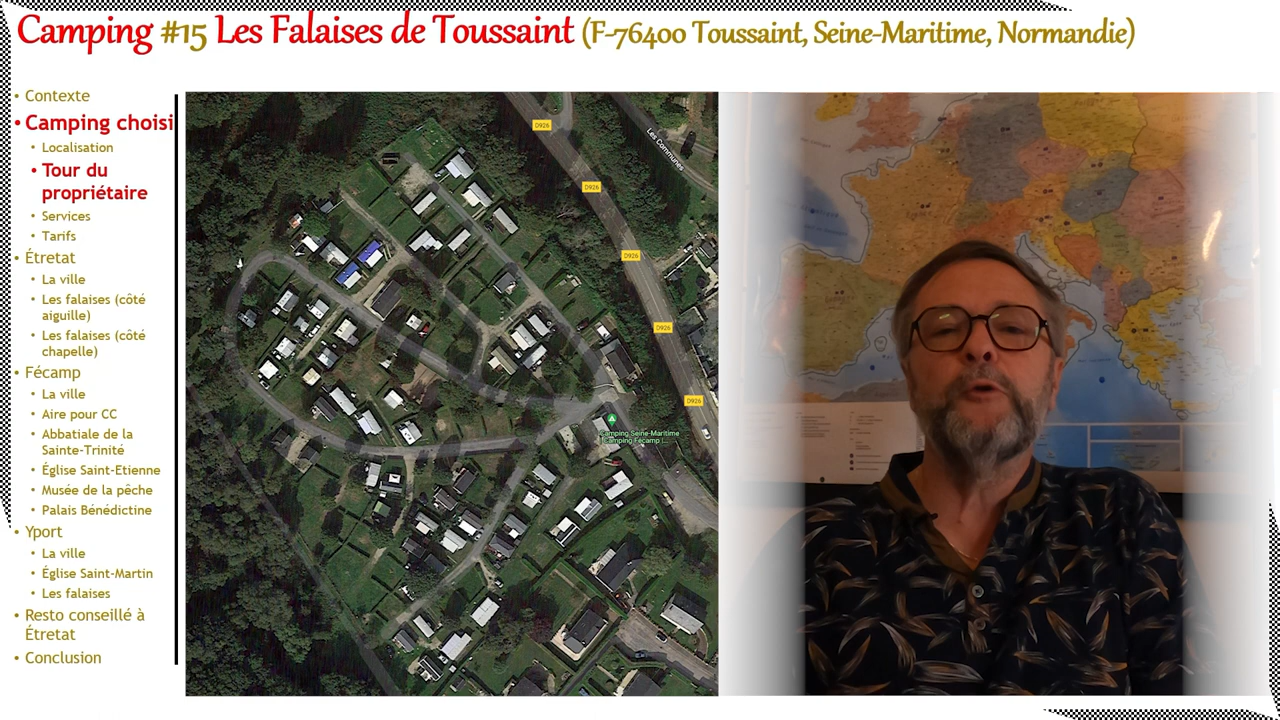 Camping #15 Les Falaises de Toussaint (F-76400 Toussaint, Seine-Maritime, Normandie)
• Contexte
• Camping choisi
• Localisation
• Tour du
propriétaire
• Services
• Tarifs
• Étretat
• La ville
• Les falaises (côté
aiguille)
• Les falaises (côté
chapelle)
• Fécamp
• La ville
• Aire pour CC
• Abbatiale de la
Sainte-Trinité
• Église Saint-Etienne
• Musée de la pêche
• Palais Bénédictine
• Yport
• La ville
• Église Saint-Martin
• Les falaises
• Resto conseillé à
Étretat
• Conclusion
D926
Les Communes
D926
D926
D926
D926
Camping Seine-Maritime
Camping Fécamp |...